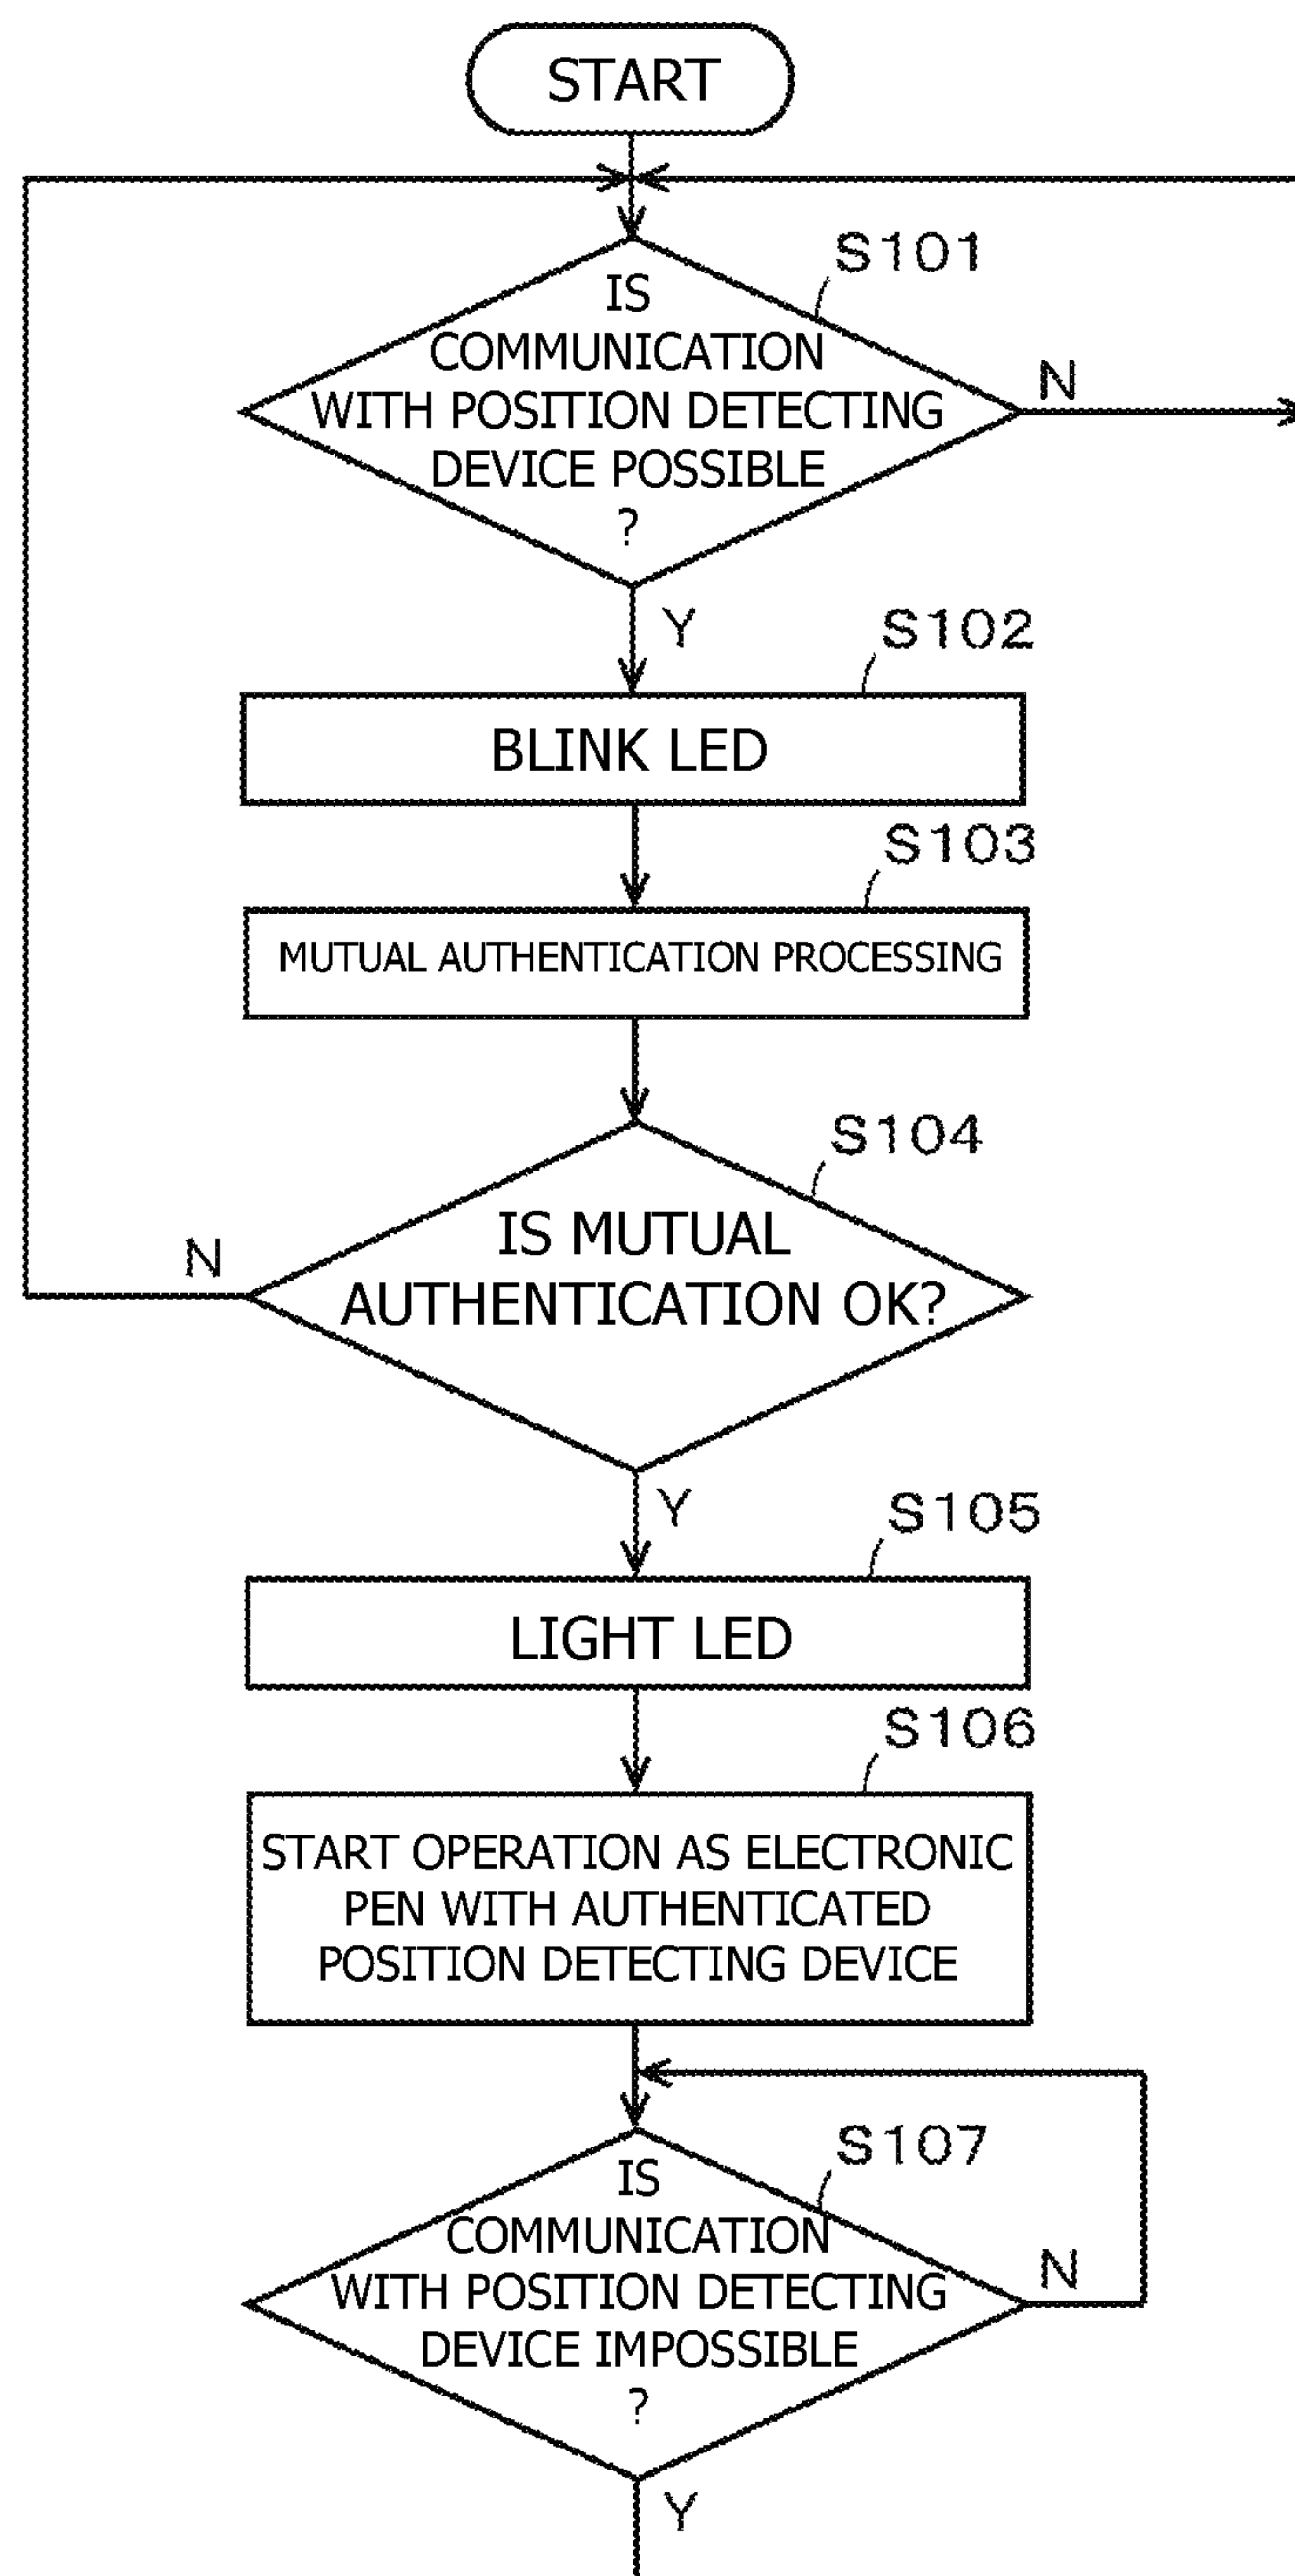 START
S101
IS
COMMUNICATION
WITH POSITION DETECTING
DEVICE POSSIBLE
?
N
Y
S102
BLINK LED
S103
MUTUAL AUTHENTICATION PROCESSING
S104
IS MUTUAL
AUTHENTICATION OK?
N
Y
S105
LIGHT LED
S106
START OPERATION AS ELECTRONIC
PEN WITH AUTHENTICATED
POSITION DETECTING DEVICE
S107
IS
COMMUNICATION
WITH POSITION DETECTING
DEVICE IMPOSSIBLE
?
N
Y